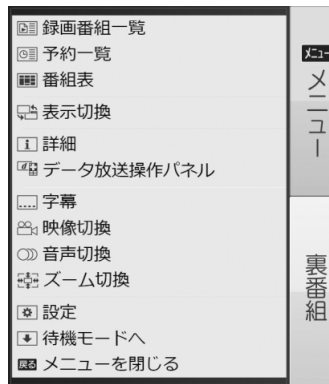 録画番組一覧
予約一覧
番組表
表示切換
i 詳細
d データ放送操作パネル
字幕
映像切換
音声切換
ズーム切換
設定
待機モードへ
戻る メニューを閉じる
メニュー
メニュー
裏番組